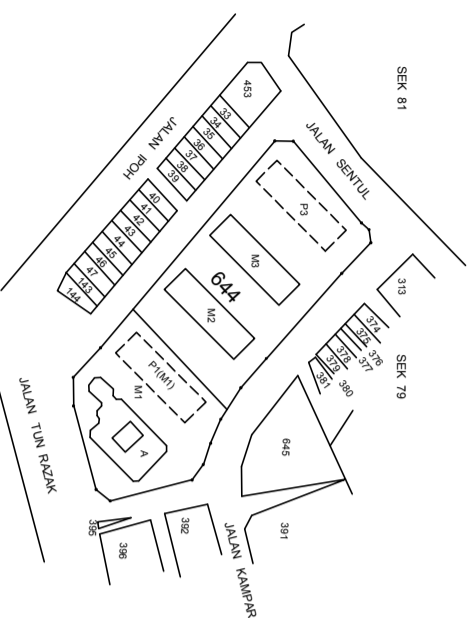 SEK 81
JALAN SENTUL
JALAN IPOH
453
33
34
35
36
37
38
39
40
41
42
43
44
45
46
47
143
144
P3
M3
644
M2
P1(M1)
M1
A
313
374
375
376
377
378
379
380
381
SEK 79
645
391
392
395
396
JALAN KAMPAR
JALAN TUN RAZAK